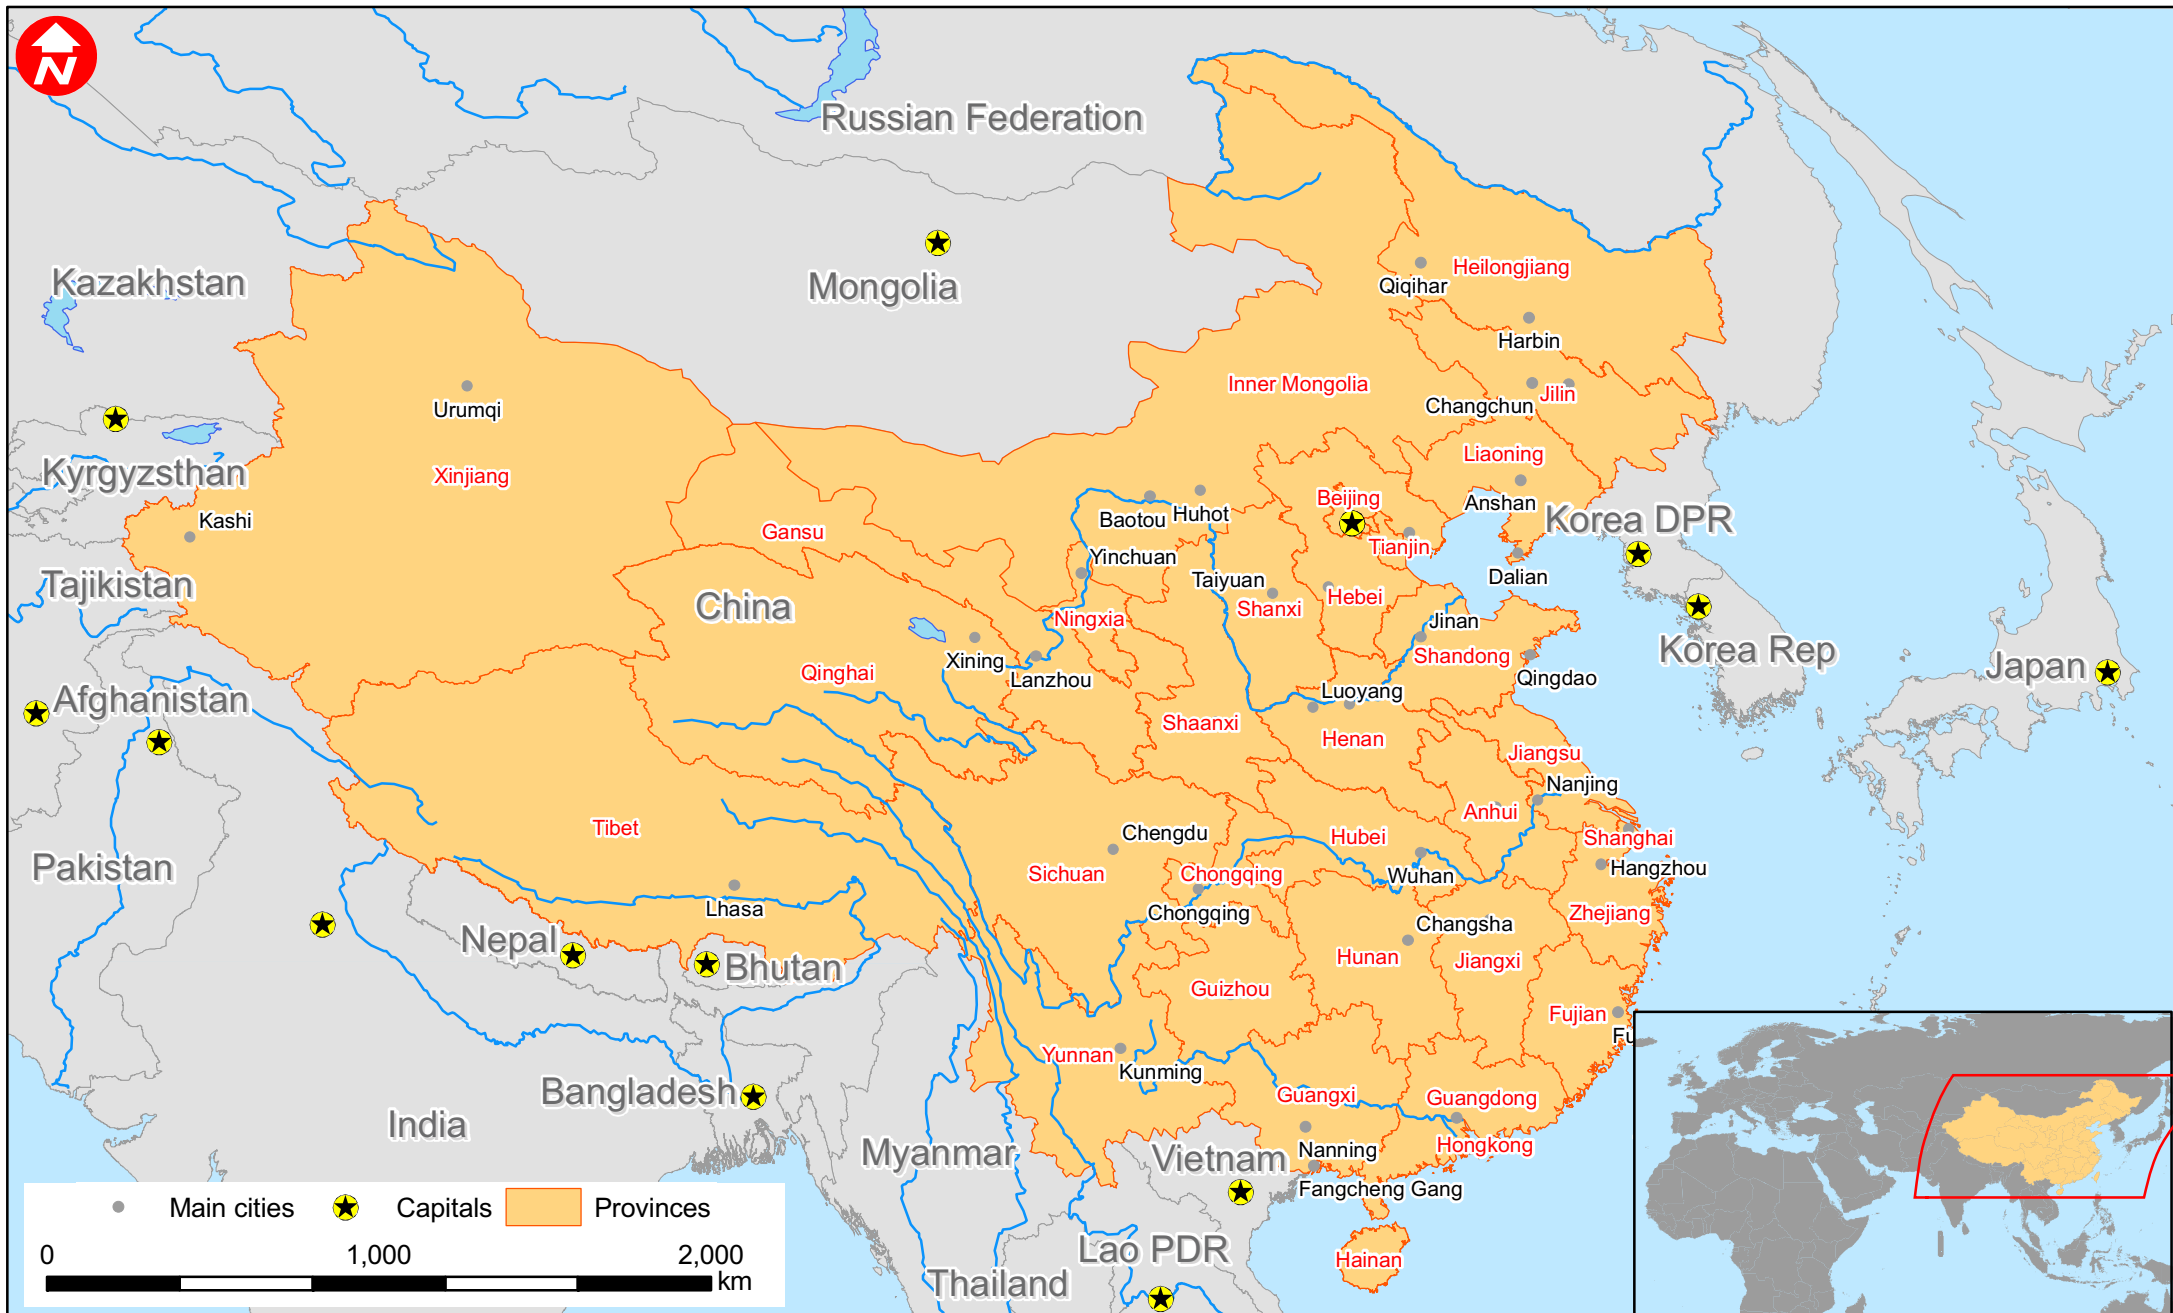 N
Russian Federation
Kazakhstan
Mongolia
Heilongjiang
Qiqihar
Harbin
Inner Mongolia
Jilin
Changchun
Urumqi
Kyrgyzsthan
Xinjiang
Liaoning
Beijing
Anshan
Kashi
Gansu
Baotou
Huhot
Korea DPR
Tianjin
Yinchuan
Tajikistan
Taiyuan
Dalian
China
Shanxi
Hebei
Ningxia
Jinan
Korea Rep
Xining
Shandong
Japan
Qinghai
Lanzhou
Qingdao
Luoyang
Afghanistan
Shaanxi
Henan
Jiangsu
Nanjing
Anhui
Tibet
Chengdu
Hubei
Shanghai
Pakistan
Sichuan
Chongqing
Wuhan
Hangzhou
Lhasa
Chongqing
Changsha
Zhejiang
Nepal
Hunan
Jiangxi
Bhutan
Guizhou
Fujian
Fu
Yunnan
Kunming
Bangladesh
Guangxi
Guangdong
India
Myanmar
Vietnam
Nanning
Hongkong
Fangcheng Gang
Main cities
Capitals
Provinces
Lao PDR
Hainan
0
1,000
2,000
km
Thailand